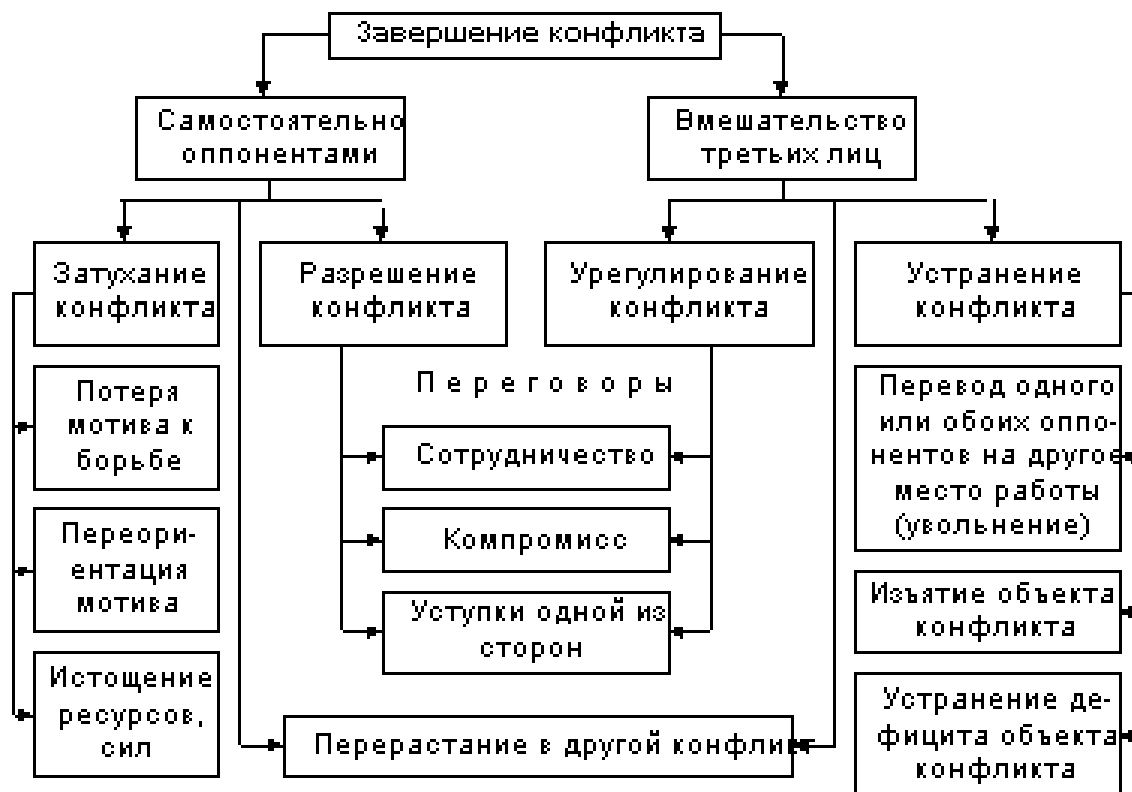 Завершение конфликта
Самостоятельно
оппонентами
Вмешательство
третьих лиц
Затухание
конфликта
Разрешение
конфликта
Урегулирование
конфликта
Устранение
конфликта
Переговоры
Потеря
мотива к
борьбе
Сотрудничество
Перевод одного
или обоих оппо-
нентов на другое
место работы
(увольнение)
Переори-
ентация
мотива
Компромисс
Уступки одной из
сторон
Изъятие объекта
конфликта
Истощение
ресурсов,
сил
Перерастание в другой конфликт
Устранение де-
фицита объекта
конфликта